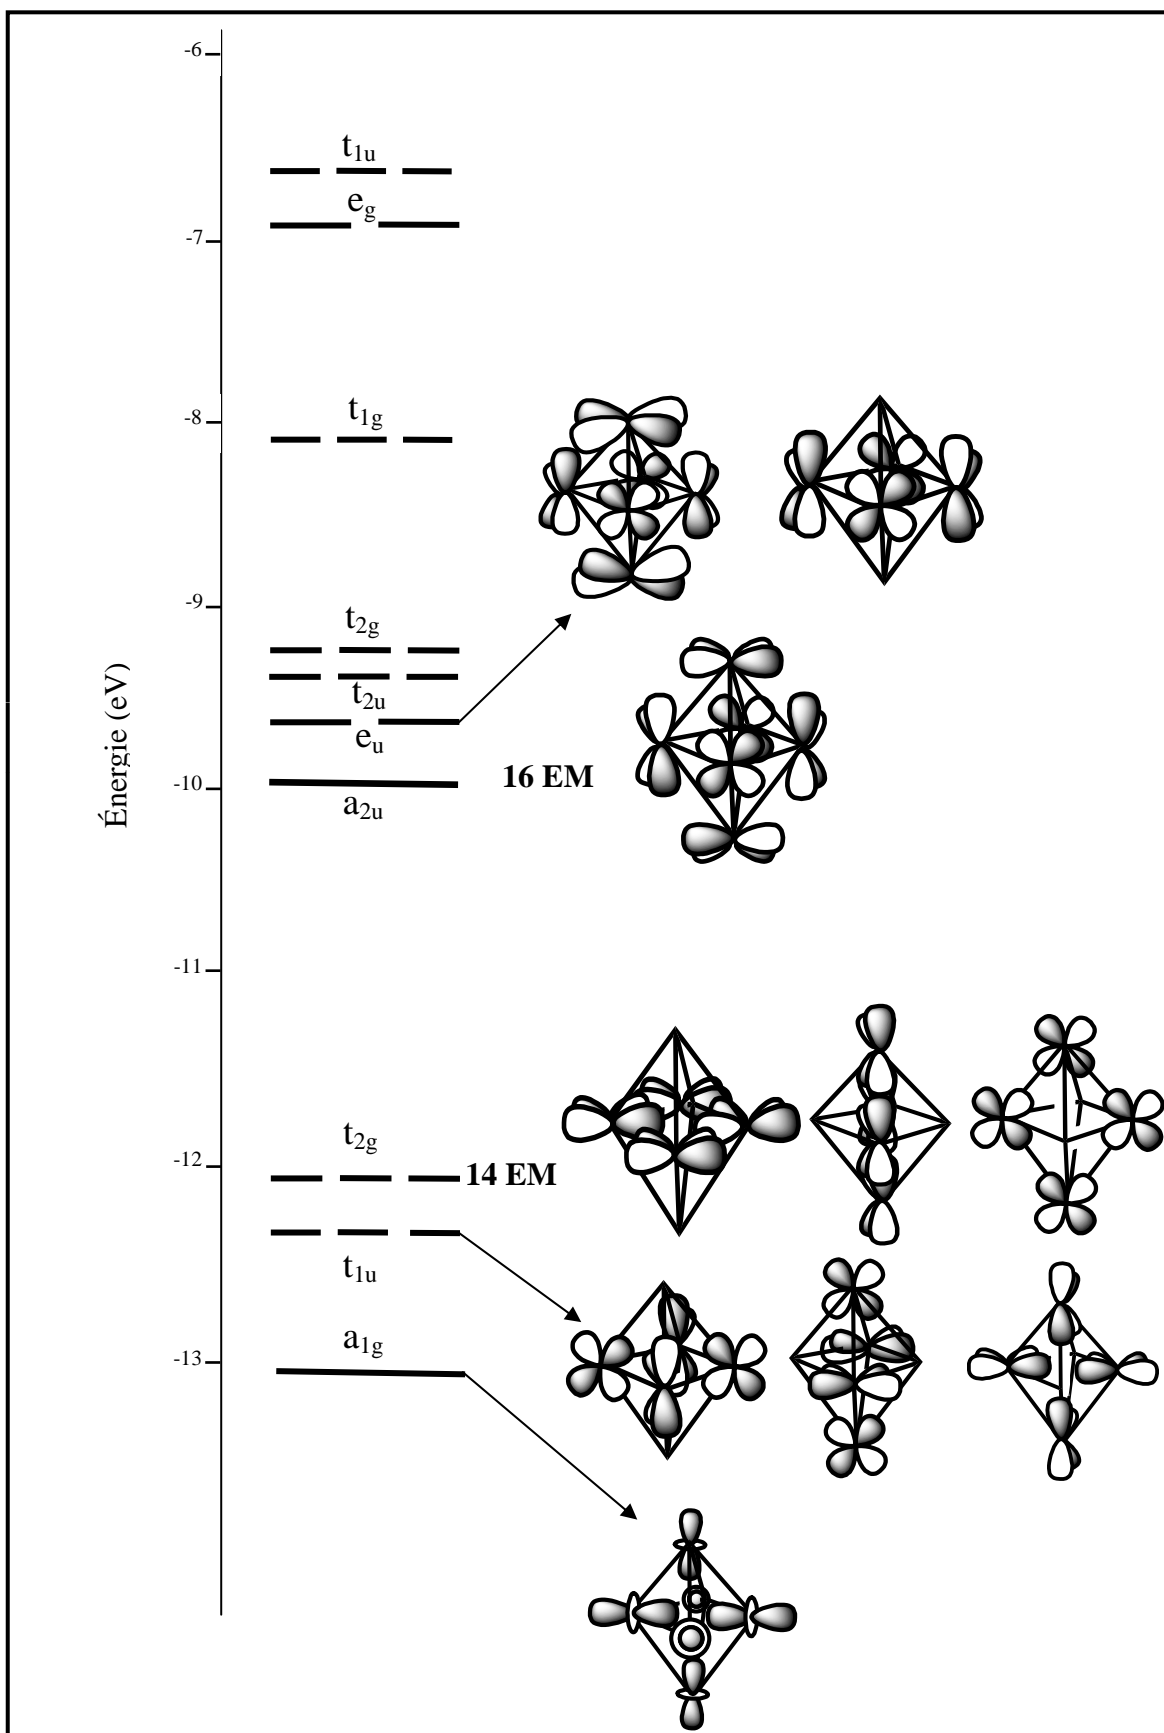 -6
t1u
eg
-7
-8
t1g
-9
t2g
t2u
eu
16 EM
-10
a2u
Énergie (eV)
-11
t2g
-12
14 EM
t1u
a1g
-13